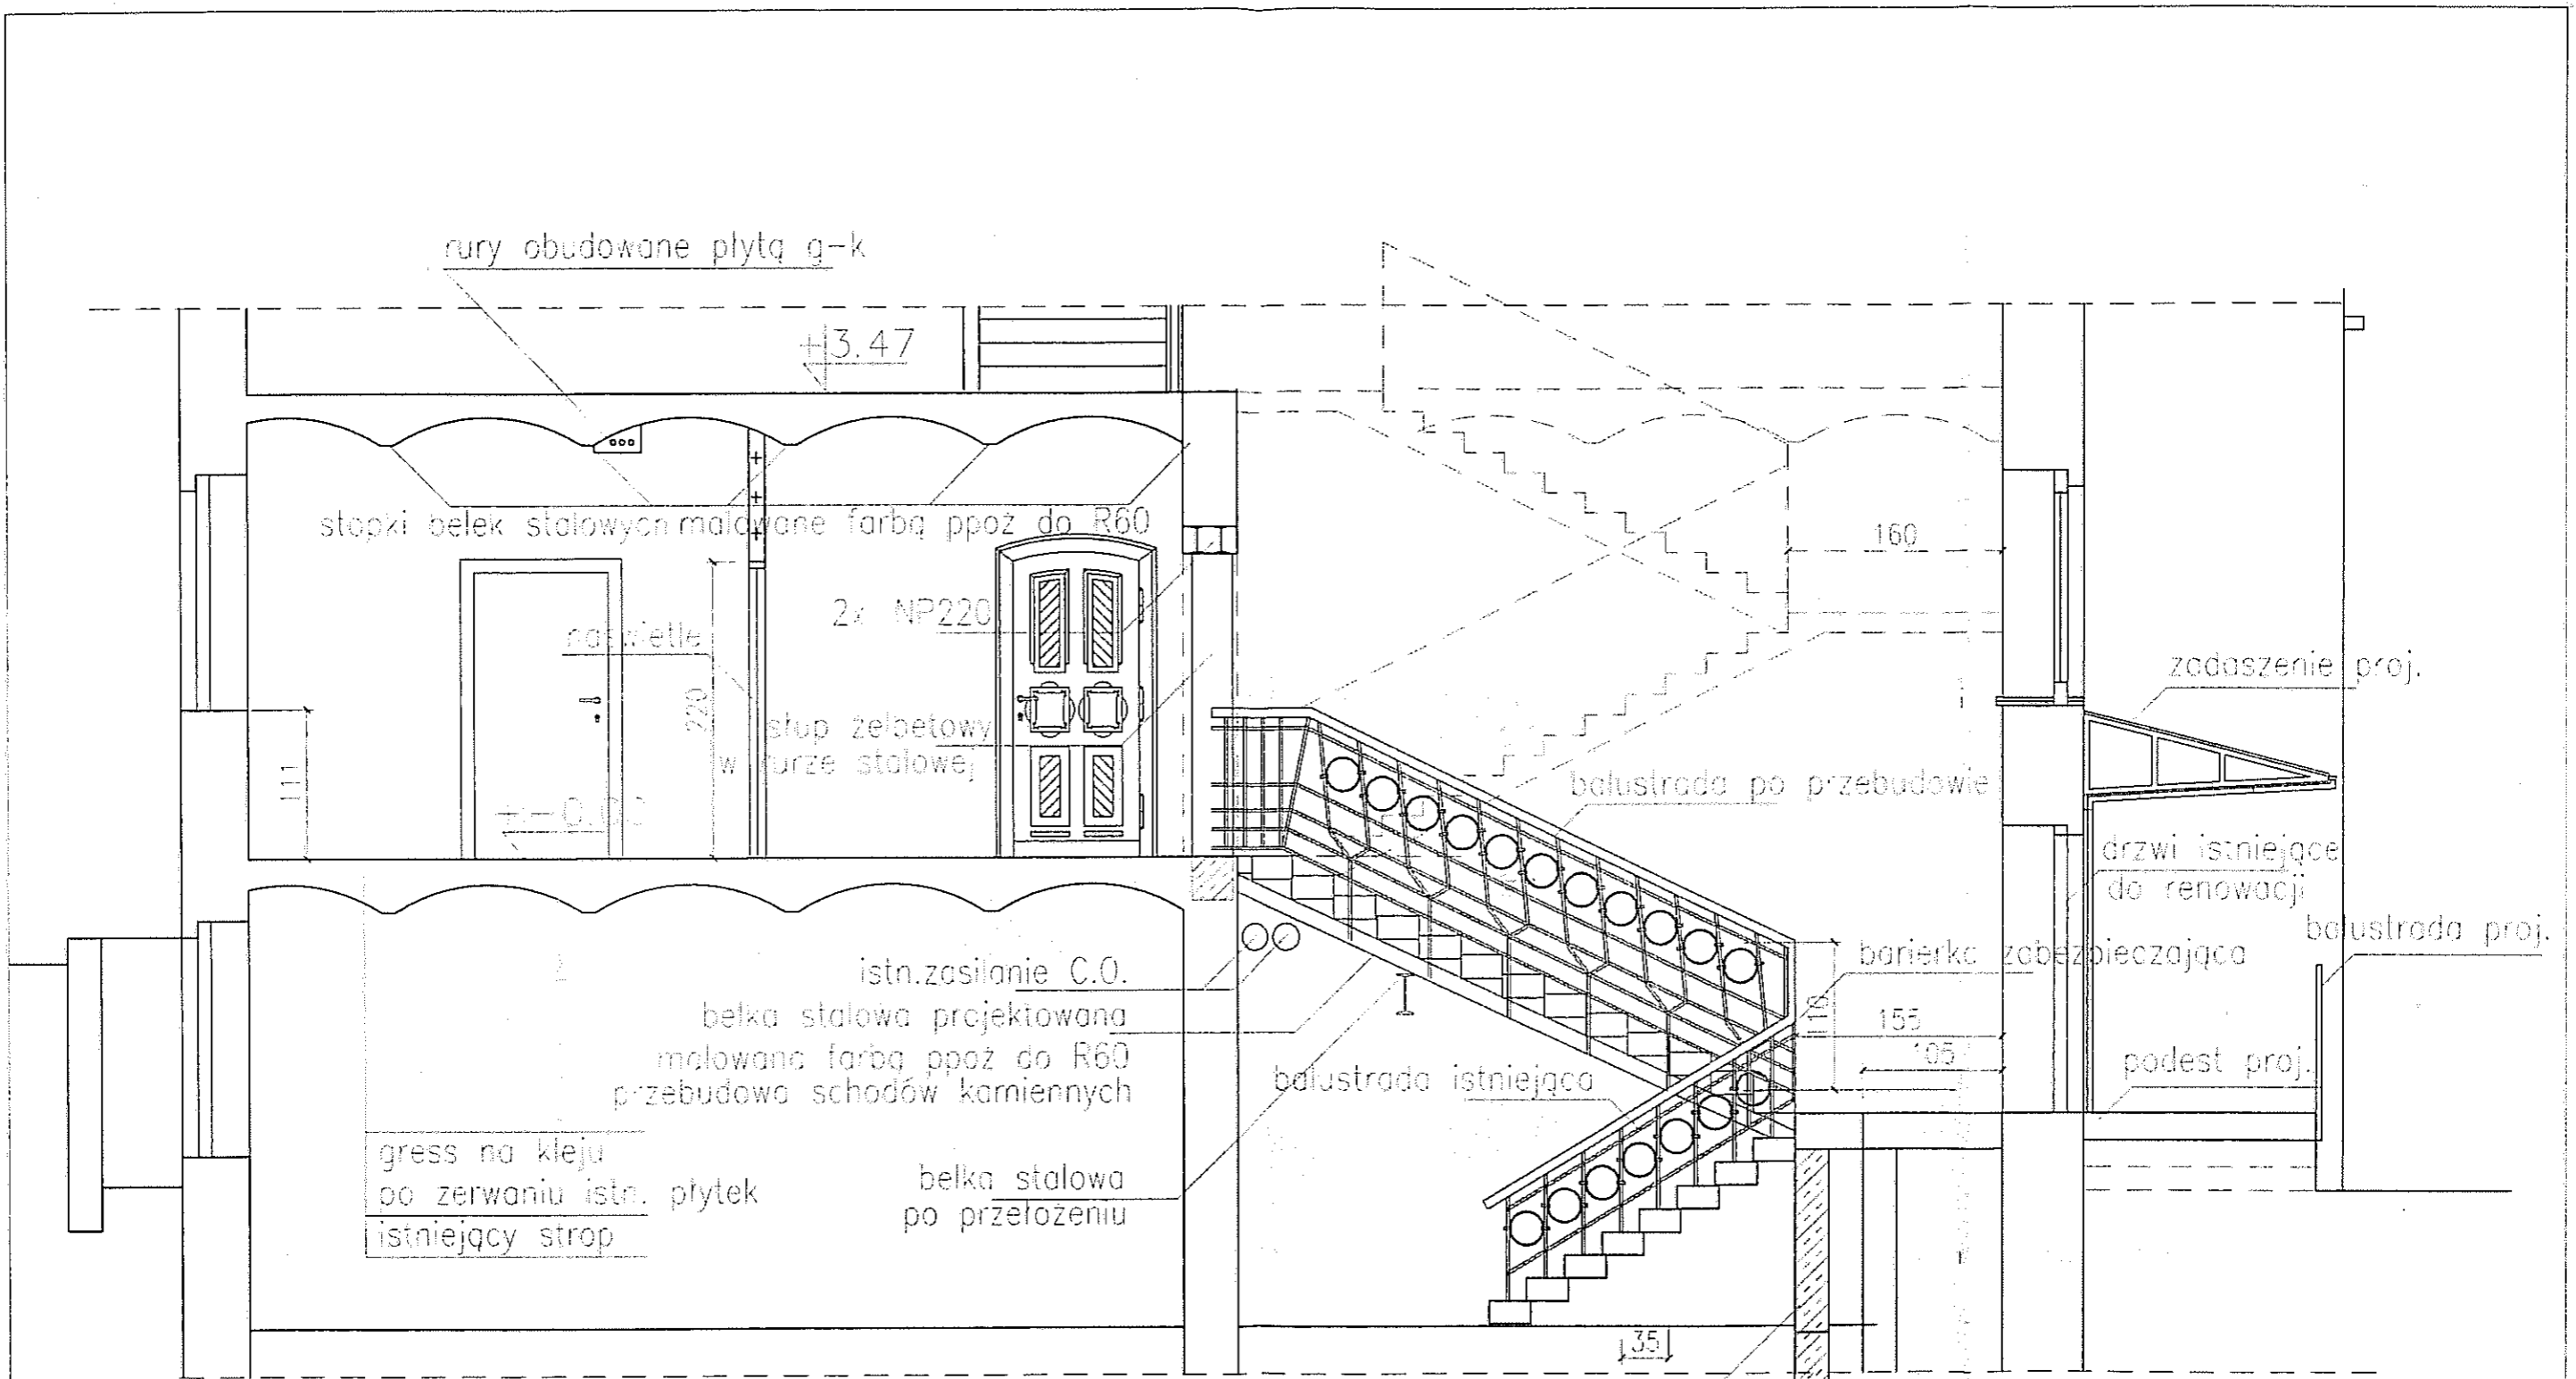 rury obudowane płytą g-k
+3.47
stopki belek stalowych malowane farbą ppoż do R60
160
2x NP220
naświetle
220
słup żelbetowy
w rurze stalowej
zadaszenie proj.
111
+-0.00
balustrada po przebudowie
drzwi istniejące
do renowacji
balustrada proj.
barierka zabezpieczająca
istn.zasilanie C.O.
belka stalowa projektowana
malowana farbą ppoż do R60
przebudowa schodów kamiennych
110
155
105
podest proj.
balustrada istniejąca
gress na kleju
po zerwaniu istn. płytek
istniejący strop
belka stalowa
po przełożeniu
35